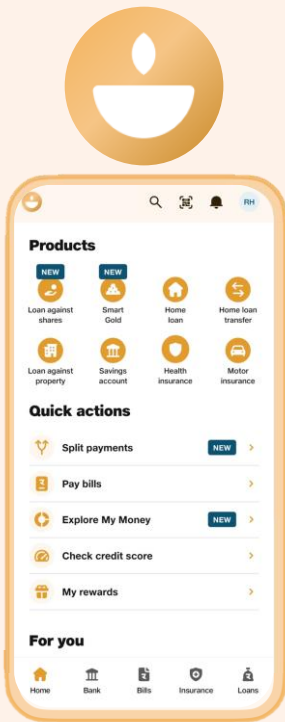 RH
Products
NEW
NEW
Loan against
shares
Smart
Gold
Home
loan
Home loan
transfer
Loan against
property
Savings
account
Health
insurance
Motor
insurance
Quick actions
Split payments NEW
Pay bills
Explore My Money NEW
Check credit score
My rewards
For you
Home Bank Bills Insurance Loans